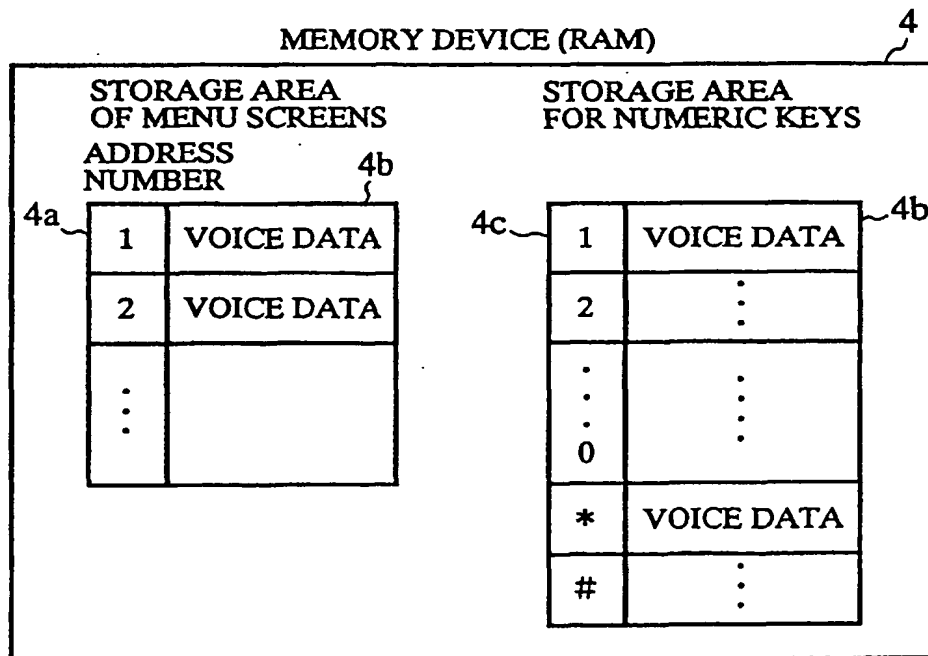 MEMORY DEVICE (RAM)
4
STORAGE AREA
OF MENU SCREENS
ADDRESS
NUMBER
4b
4a
1 VOICE DATA
2 VOICE DATA
⋮
STORAGE AREA
FOR NUMERIC KEYS
4b
4c
1 VOICE DATA
2 ⋮
⋮ ⋮
0
* VOICE DATA
# ⋮